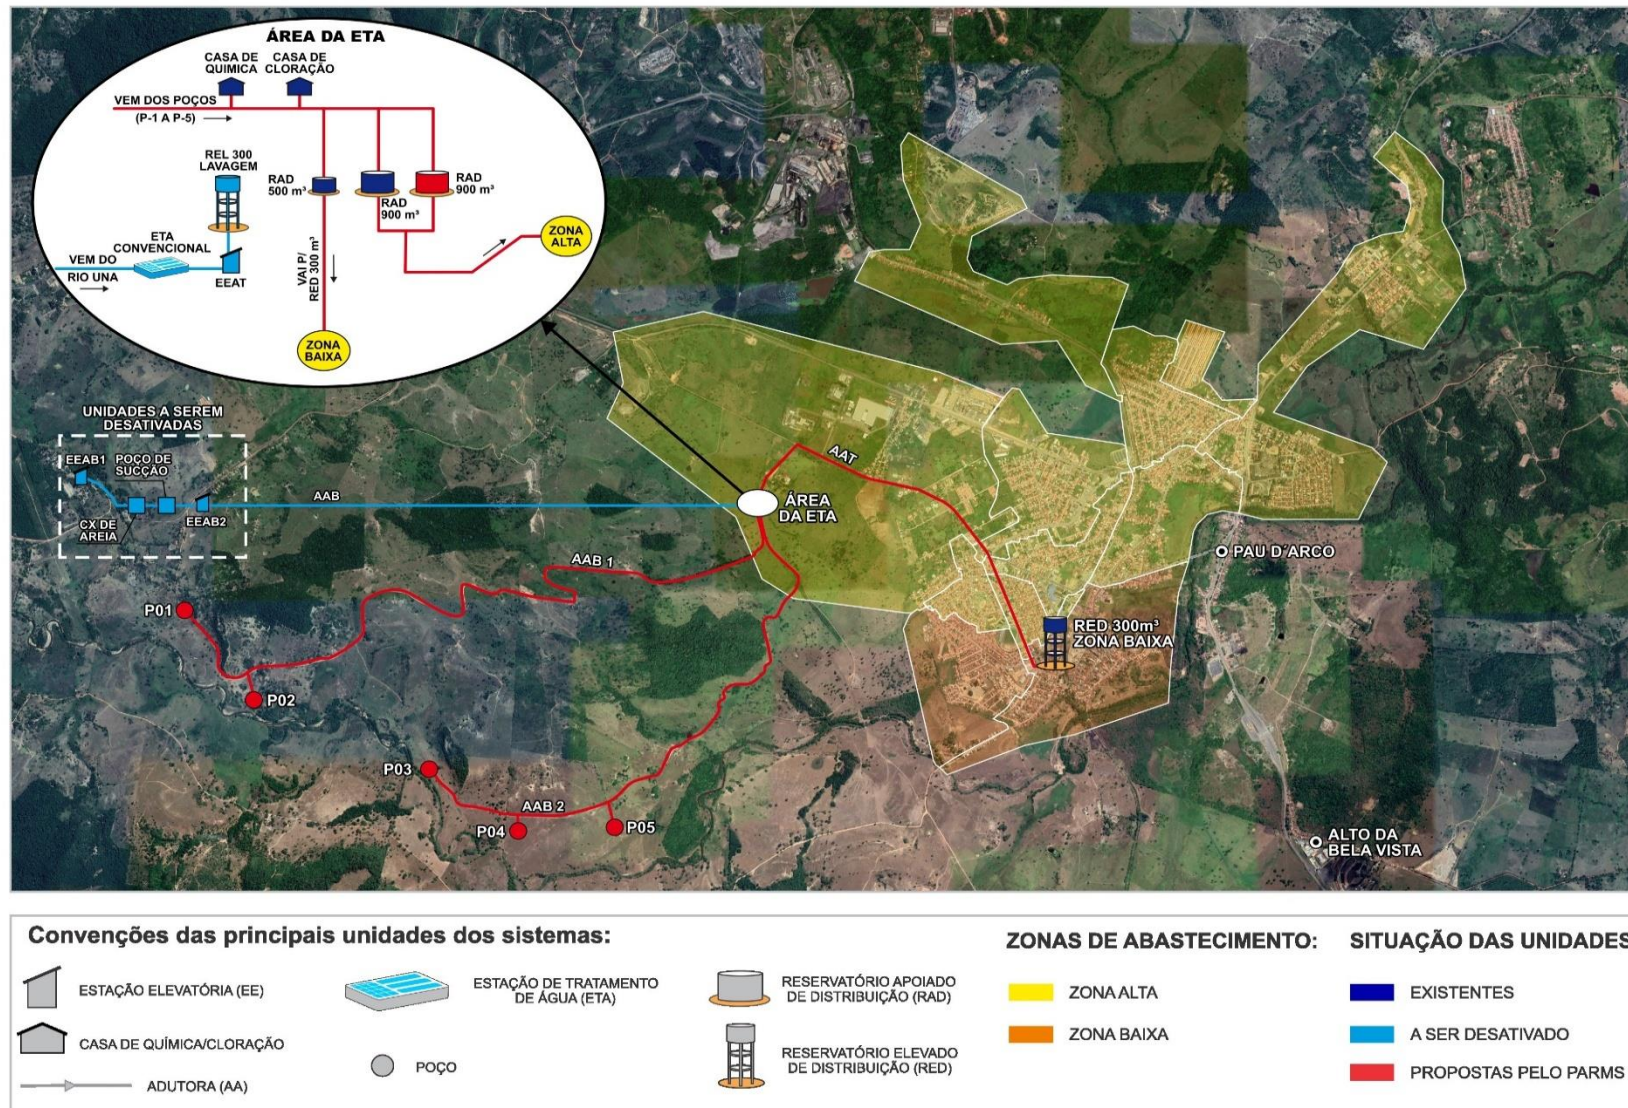 ÁREA DA ETA
CASA DE
QUIMICA
CASA DE
CLORAÇÃO
VEM DOS POÇOS
(P-1 A P-5)
REL 300
LAVAGEM
RAD
500 m³
RAD
900 m³
RAD
900 m³
ETA
CONVENCIONAL
VEM DO
RIO UNA
EEAT
VAI P/
RED 300 m³
ZONA
ALTA
ZONA
BAIXA
UNIDADES A SEREM
DESATIVADAS
EEAB1
POÇO DE
SUCÇÃO
CX DE
AREIA
EEAB2
AAB
AAT
ÁREA
DA ETA
AAB 1
P01
P02
P03
AAB 2
P04
P05
PAU D´ARCO
RED 300m³
ZONA BAIXA
ALTO DA
BELA VISTA
Convenções das principais unidades dos sistemas:
ESTAÇÃO ELEVATÓRIA (EE)
CASA DE QUÍMICA/CLORAÇÃO
ADUTORA (AA)
ESTAÇÃO DE TRATAMENTO
DE ÁGUA (ETA)
POÇO
RESERVATÓRIO APOIADO
DE DISTRIBUIÇÃO (RAD)
RESERVATÓRIO ELEVADO
DE DISTRIBUIÇÃO (RED)
ZONAS DE ABASTECIMENTO:
ZONA ALTA
ZONA BAIXA
SITUAÇÃO DAS UNIDADES
EXISTENTES
A SER DESATIVADO
PROPOSTAS PELO PARMS